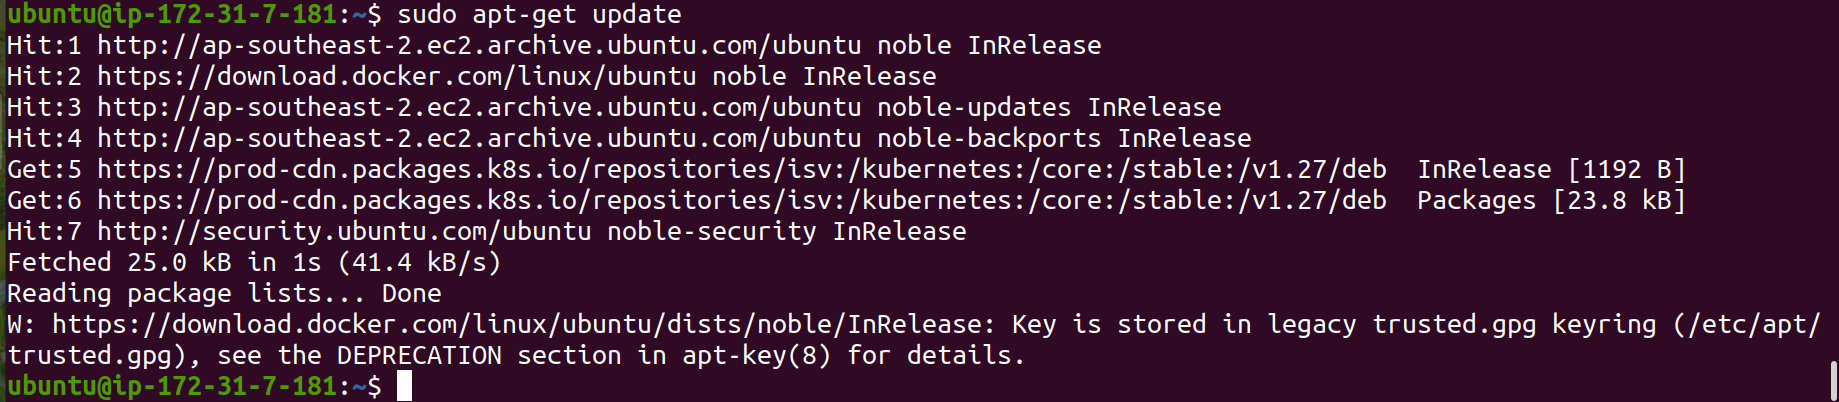 ubuntu@ip-172-31-7-181:~$ sudo apt-get update
Hit:1 http://ap-southeast-2.ec2.archive.ubuntu.com/ubuntu noble InRelease
Hit:2 https://download.docker.com/linux/ubuntu noble InRelease
Hit:3 http://ap-southeast-2.ec2.archive.ubuntu.com/ubuntu noble-updates InRelease
Hit:4 http://ap-southeast-2.ec2.archive.ubuntu.com/ubuntu noble-backports InRelease
Get:5 https://prod-cdn.packages.k8s.io/repositories/isv:/kubernetes:/core:/stable:/v1.27/deb  InRelease [1192 B]
Get:6 https://prod-cdn.packages.k8s.io/repositories/isv:/kubernetes:/core:/stable:/v1.27/deb  Packages [23.8 kB]
Hit:7 http://security.ubuntu.com/ubuntu noble-security InRelease
Fetched 25.0 kB in 1s (41.4 kB/s)
Reading package lists... Done
W: https://download.docker.com/linux/ubuntu/dists/noble/InRelease: Key is stored in legacy trusted.gpg keyring (/etc/apt/
trusted.gpg), see the DEPRECATION section in apt-key(8) for details.
ubuntu@ip-172-31-7-181:~$